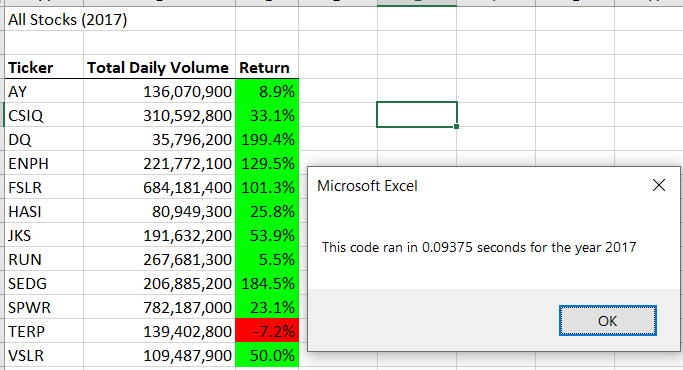 All Stocks (2017)
Ticker Total Daily Volume Return
AY 136,070,900 8.9%
CSIQ 310,592,800 33.1%
DQ 35,796,200 199.4%
ENPH 221,772,100 129.5%
FSLR 684,181,400 101.3%
HASI 80,949,300 25.8%
JKS 191,632,200 53.9%
RUN 267,681,300 5.5%
SEDG 206,885,200 184.5%
SPWR 782,187,000 23.1%
TERP 139,402,800 -7.2%
VSLR 109,487,900 50.0%
Microsoft Excel
This code ran in 0.09375 seconds for the year 2017
OK